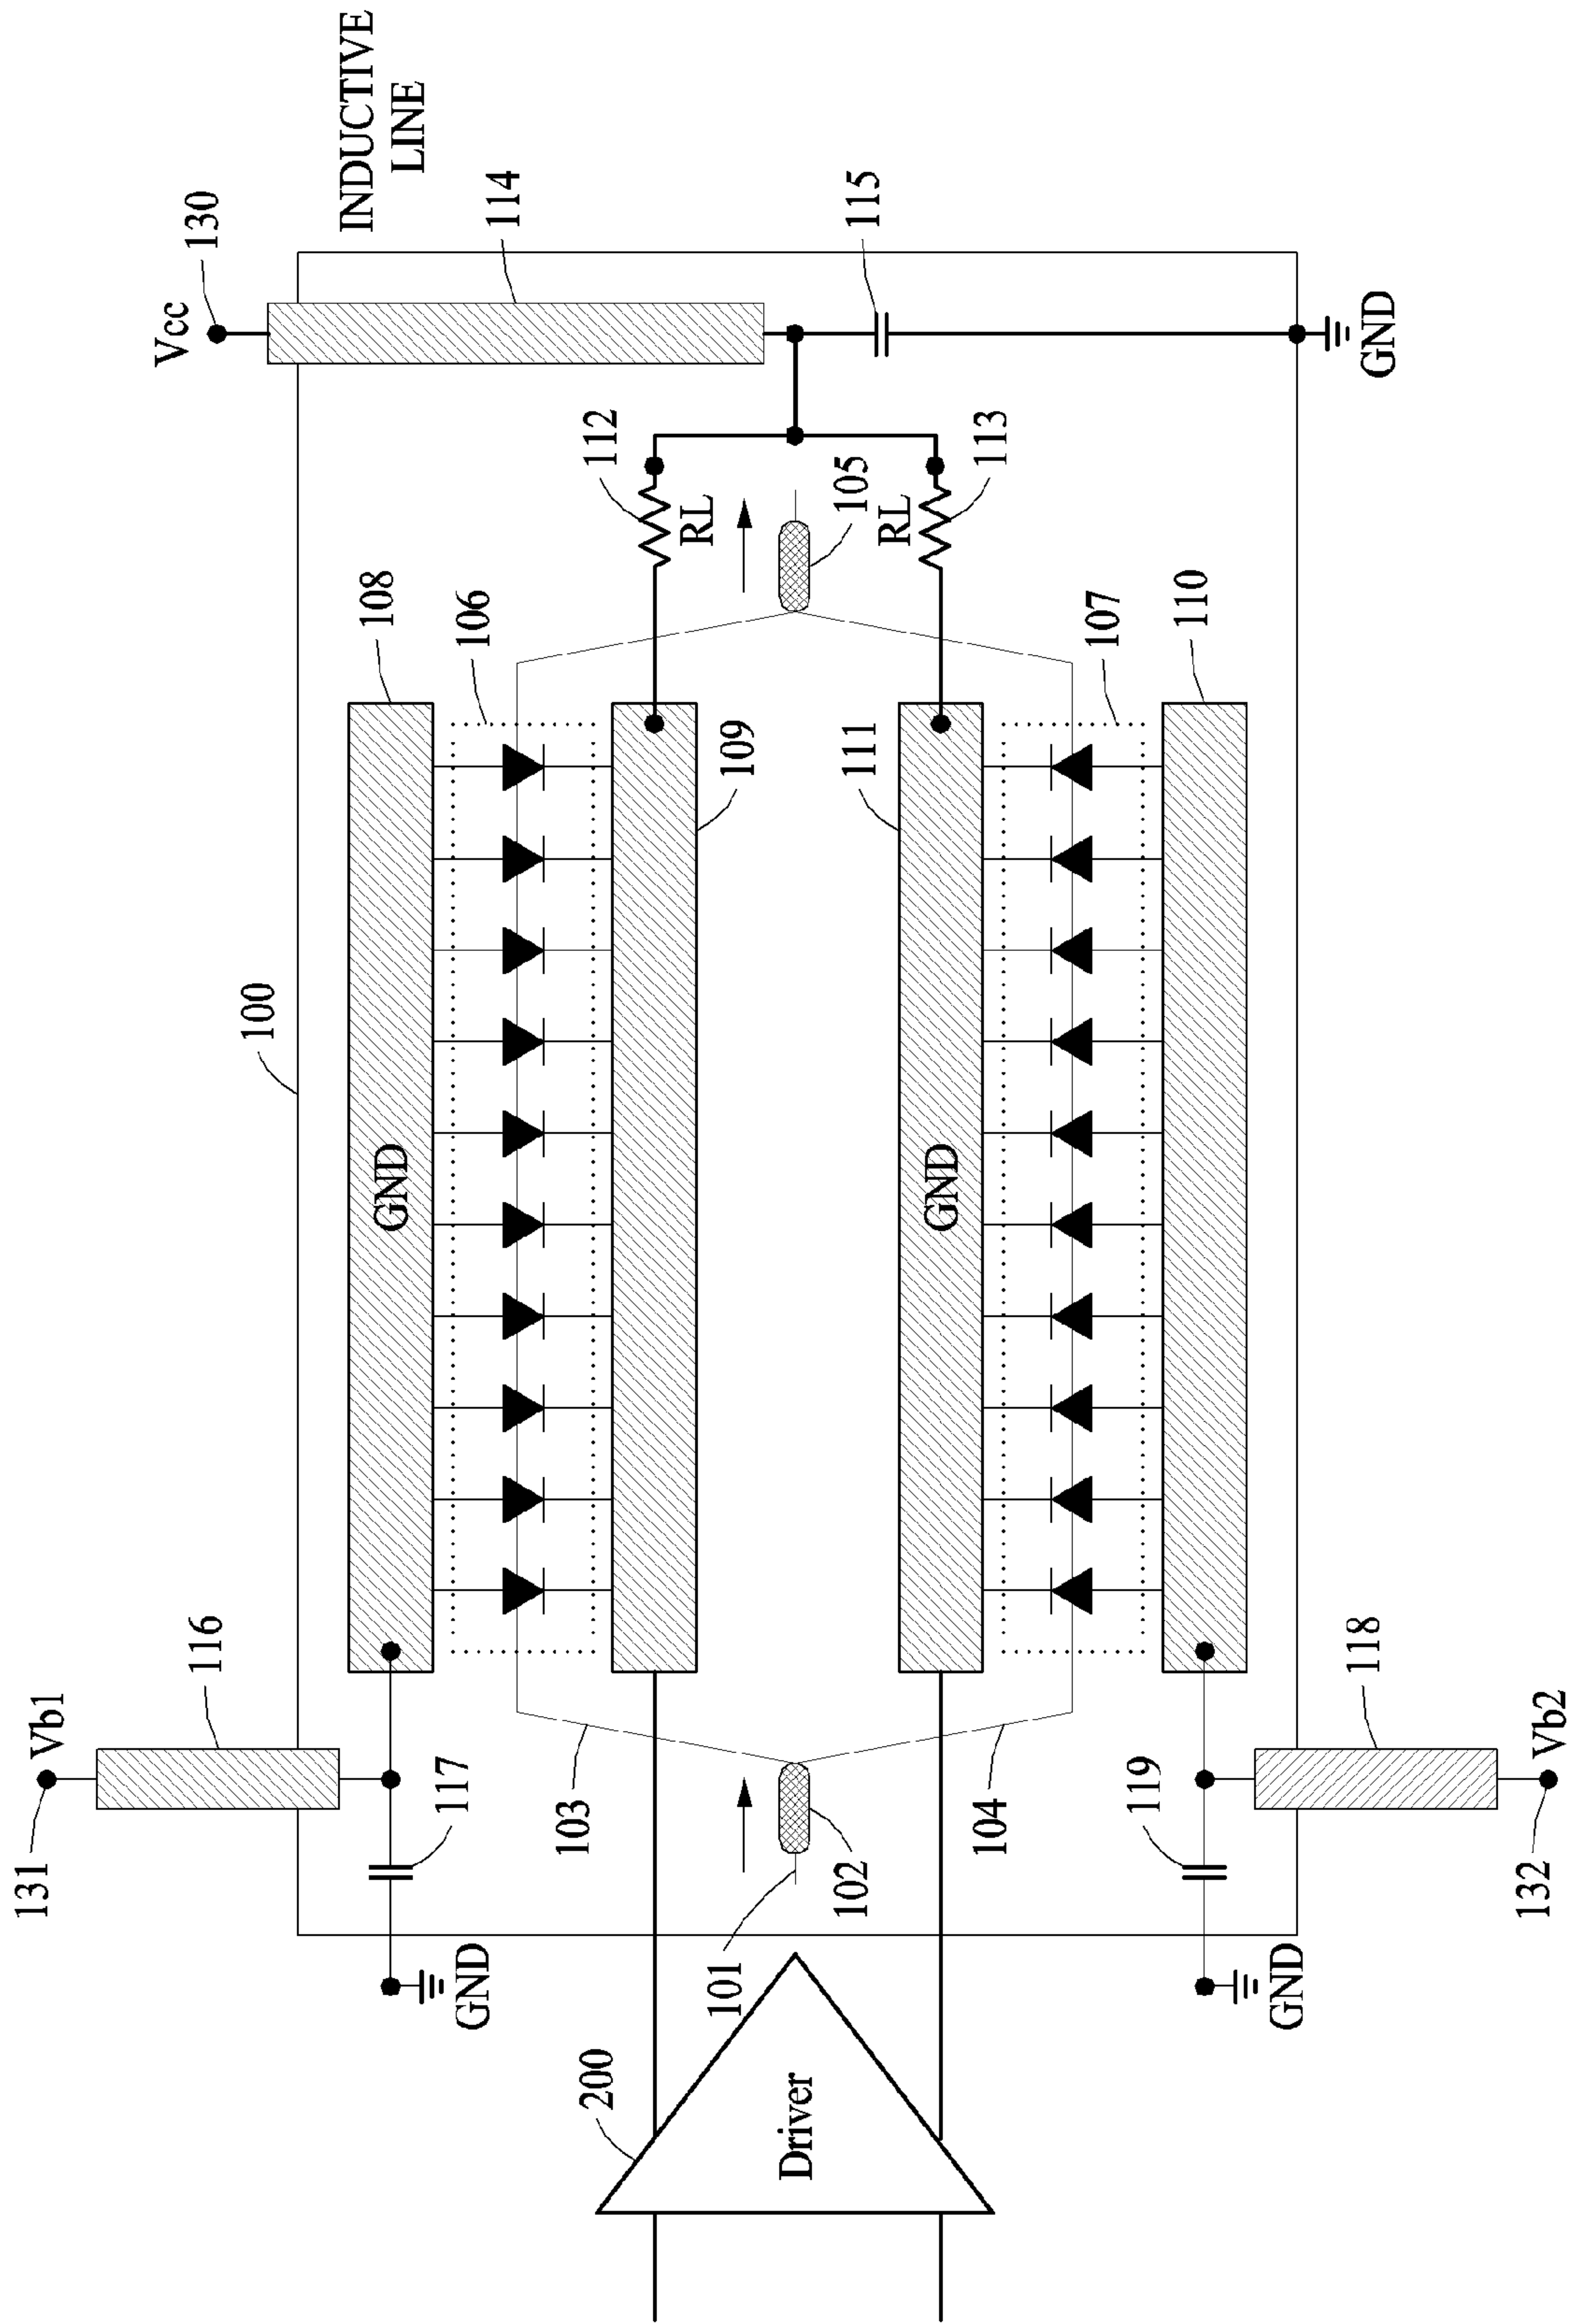 INDUCTIVE
LINE
Vcc
130
114
115
GND
100
108
106
112
RL
105
RL
113
109
111
107
110
GND
GND
Vb1
131
116
117
GND
103
104
101
102
119
GND
118
Vb2
132
200
Driver